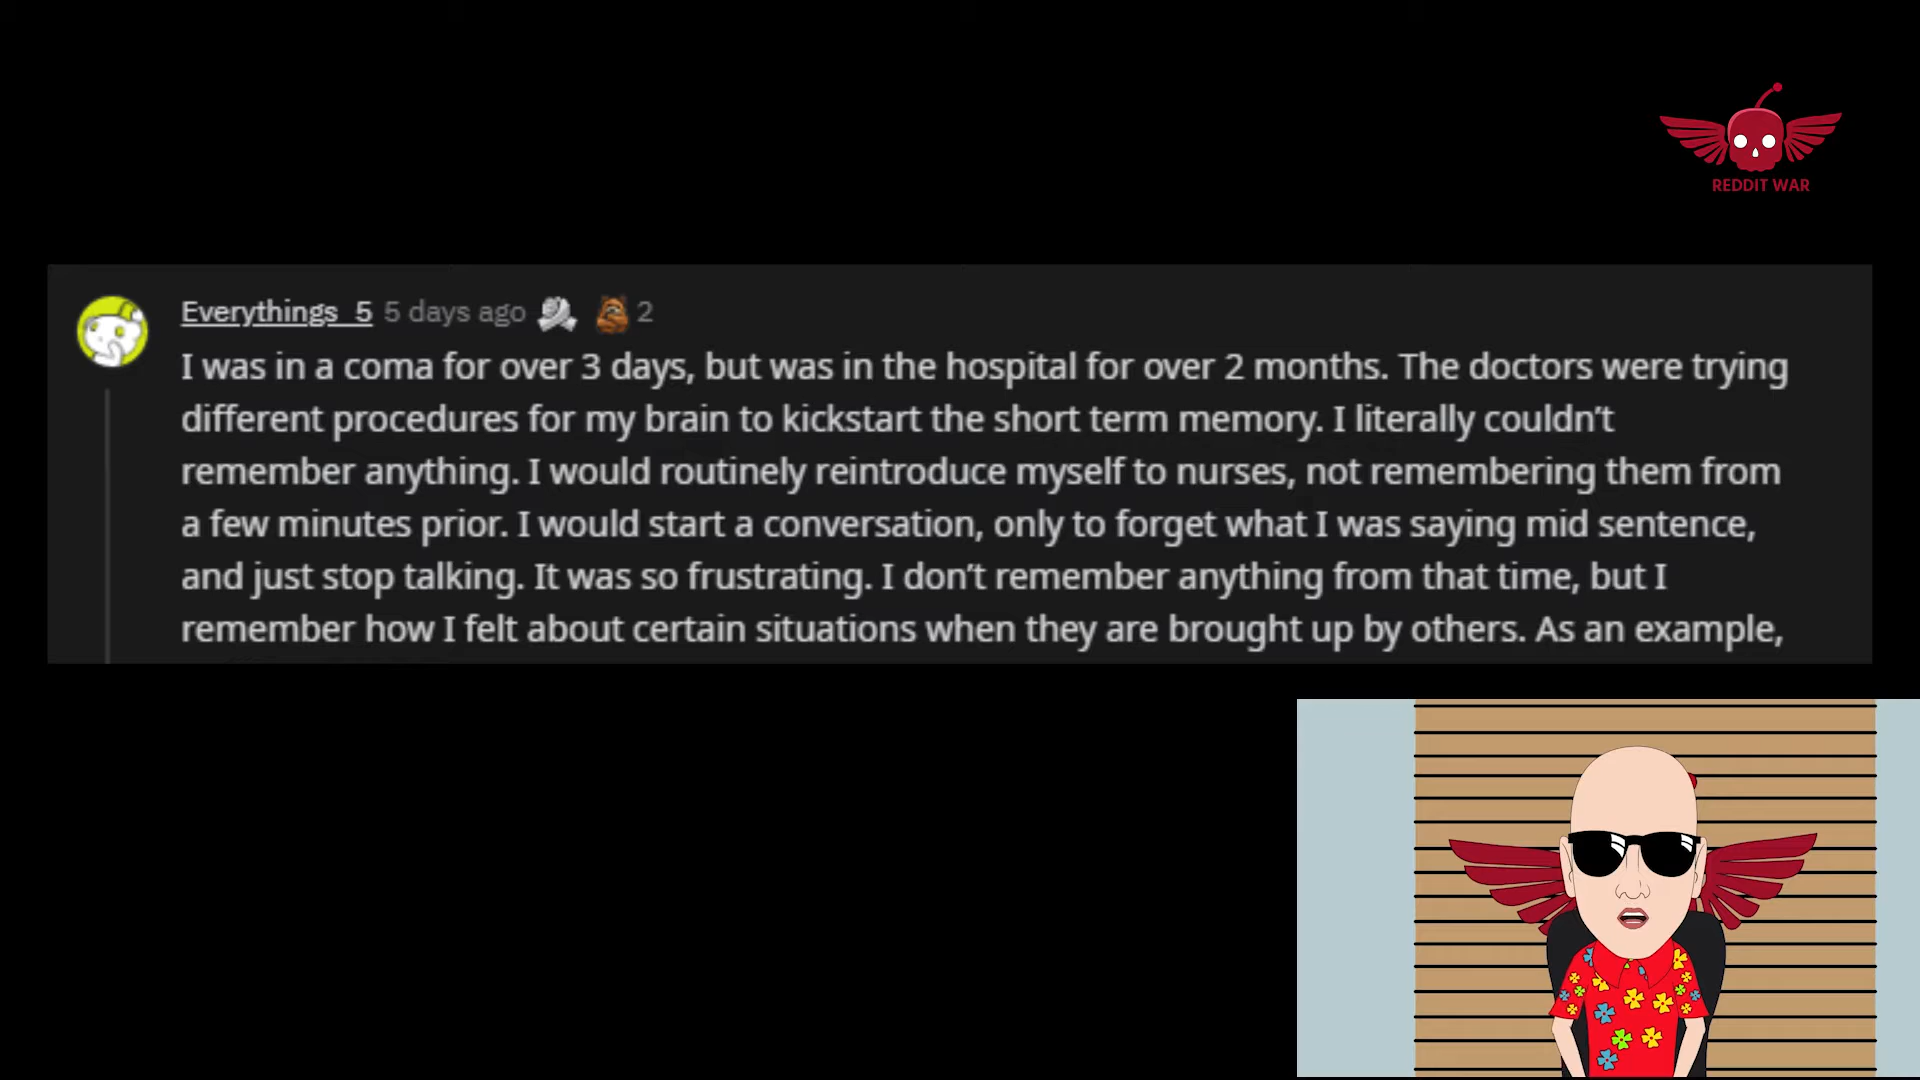 REDDIT WAR
Everythings_5 5 days ago 2
I was in a coma for over 3 days, but was in the hospital for over 2 months. The doctors were trying
different procedures for my brain to kickstart the short term memory. I literally couldn’t
remember anything. I would routinely reintroduce myself to nurses, not remembering them from
a few minutes prior. I would start a conversation, only to forget what I was saying mid sentence,
and just stop talking. It was so frustrating. I don’t remember anything from that time, but I
remember how I felt about certain situations when they are brought up by others. As an example,